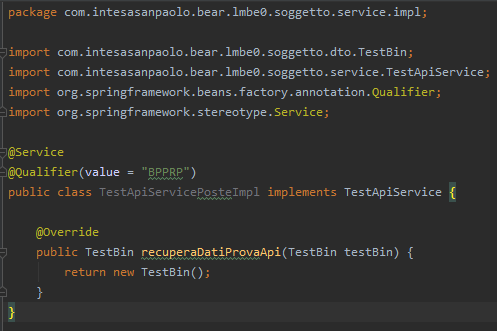 package com.intesasanpaolo.bear.lmbe0.soggetto.service.impl;
import com.intesasanpaolo.bear.lmbe0.soggetto.dto.TestBin;
import com.intesasanpaolo.bear.lmbe0.soggetto.service.TestApiService;
import org.springframework.beans.factory.annotation.Qualifier;
import org.springframework.stereotype.Service;
@Service
@Qualifier(value = "BPPRP")
public class TestApiServicePosteImpl implements TestApiService {
@Override
public TestBin recuperaDatiProvaApi(TestBin testBin) {
return new TestBin();
}
}